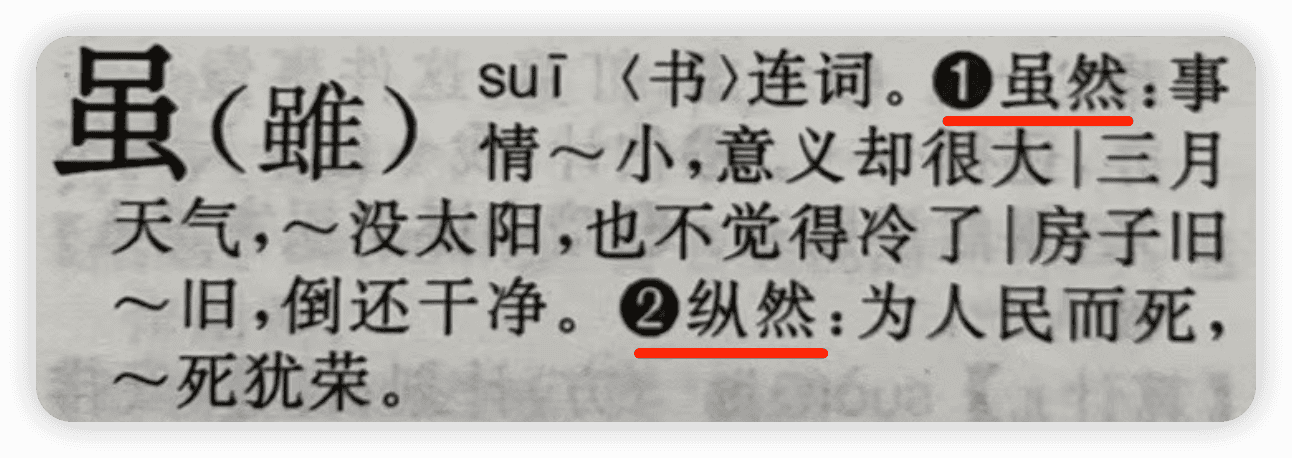 虽(雖) suī 〈书〉连词。❶虽然:事
情～小,意义却很大|三月
天气,～没太阳,也不觉得冷了|房子旧
～旧,倒还干净。❷纵然:为人民而死,
～死犹荣。